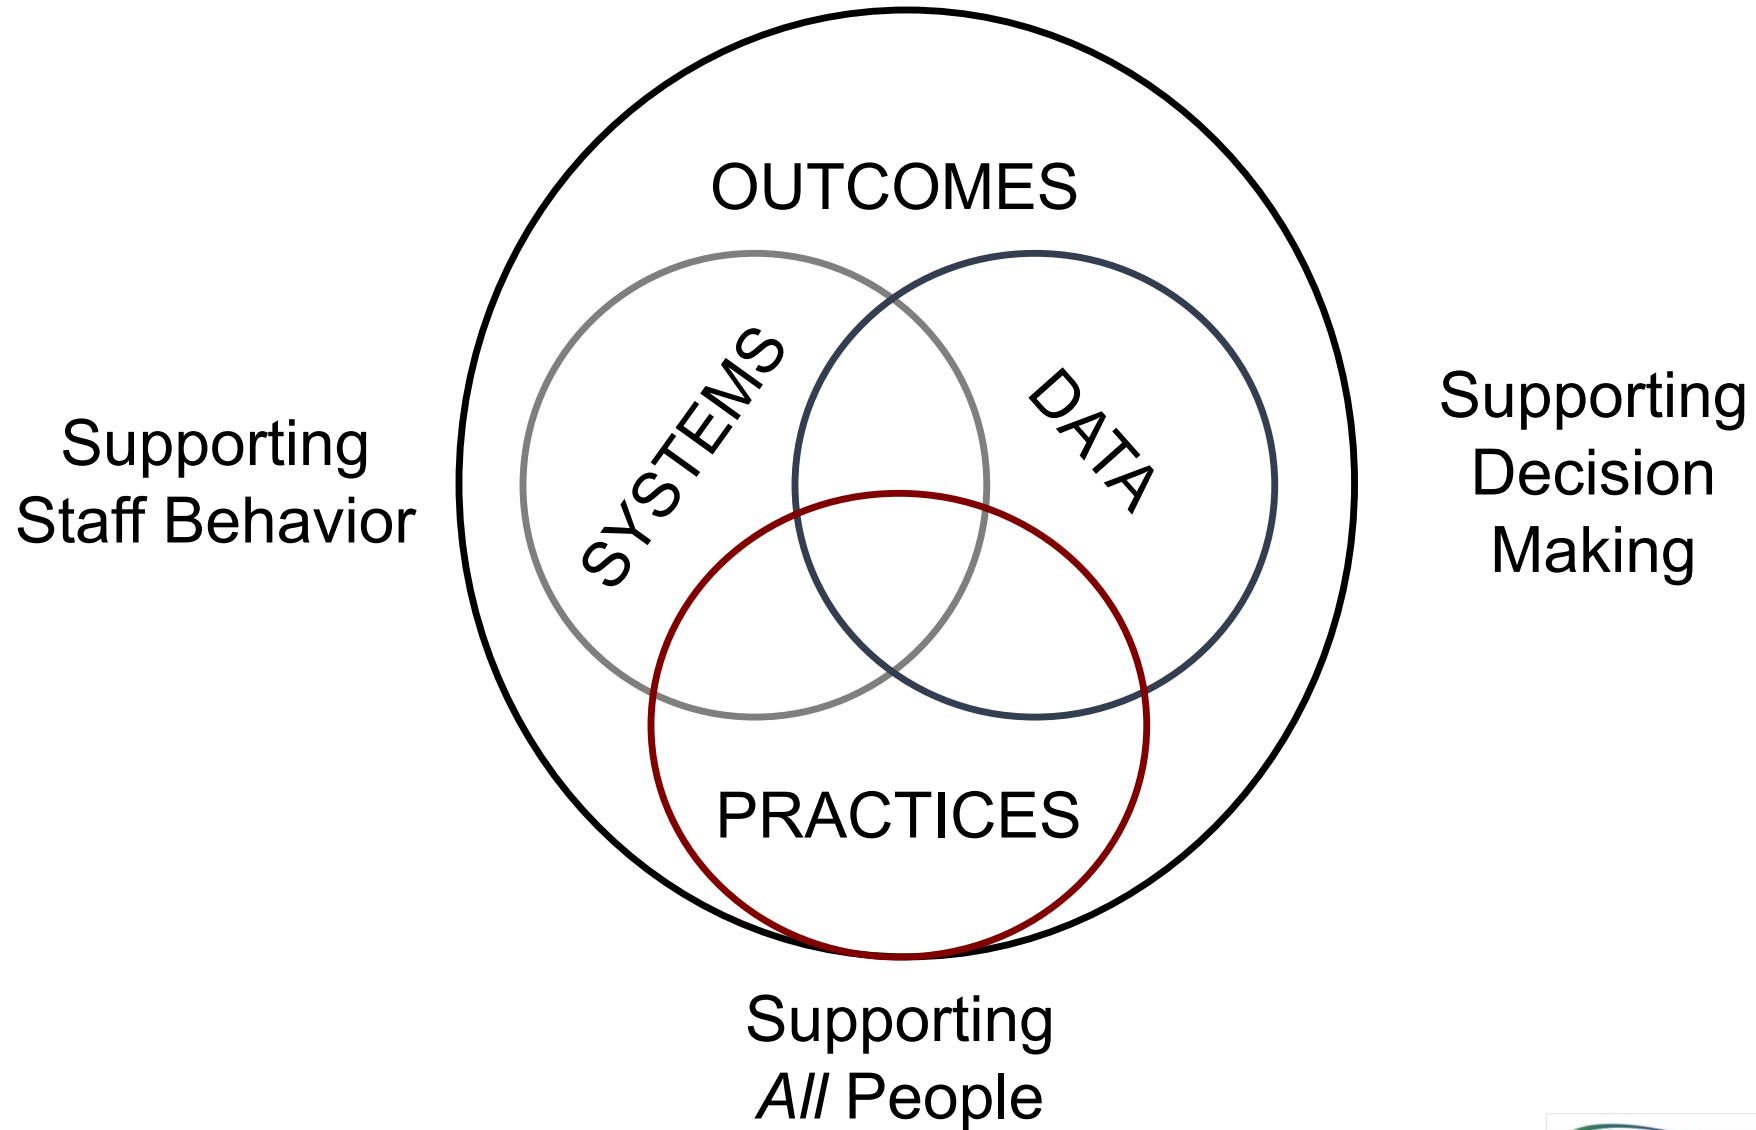 OUTCOMES
SYSTEMS
DATA
PRACTICES
Supporting
Staff Behavior
Supporting
Decision
Making
Supporting
All People